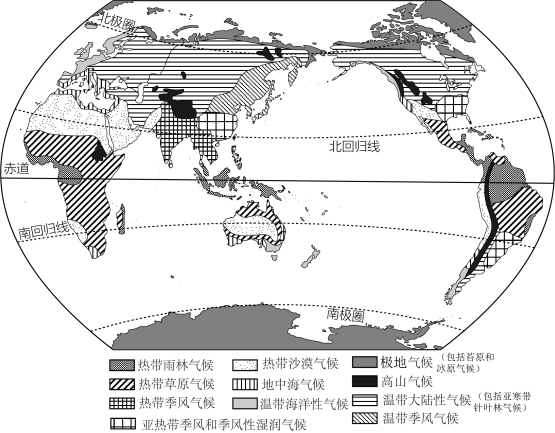 北极圈
北回归线
赤道
南回归线
南极圈
热带雨林气候
热带沙漠气候
极地气候（包括苔原和冰原气候）
热带草原气候
地中海气候
高山气候
热带季风气候
温带海洋性气候
温带大陆性气候（包括亚寒带针叶林气候）
亚热带季风和季风性湿润气候
温带季风气候